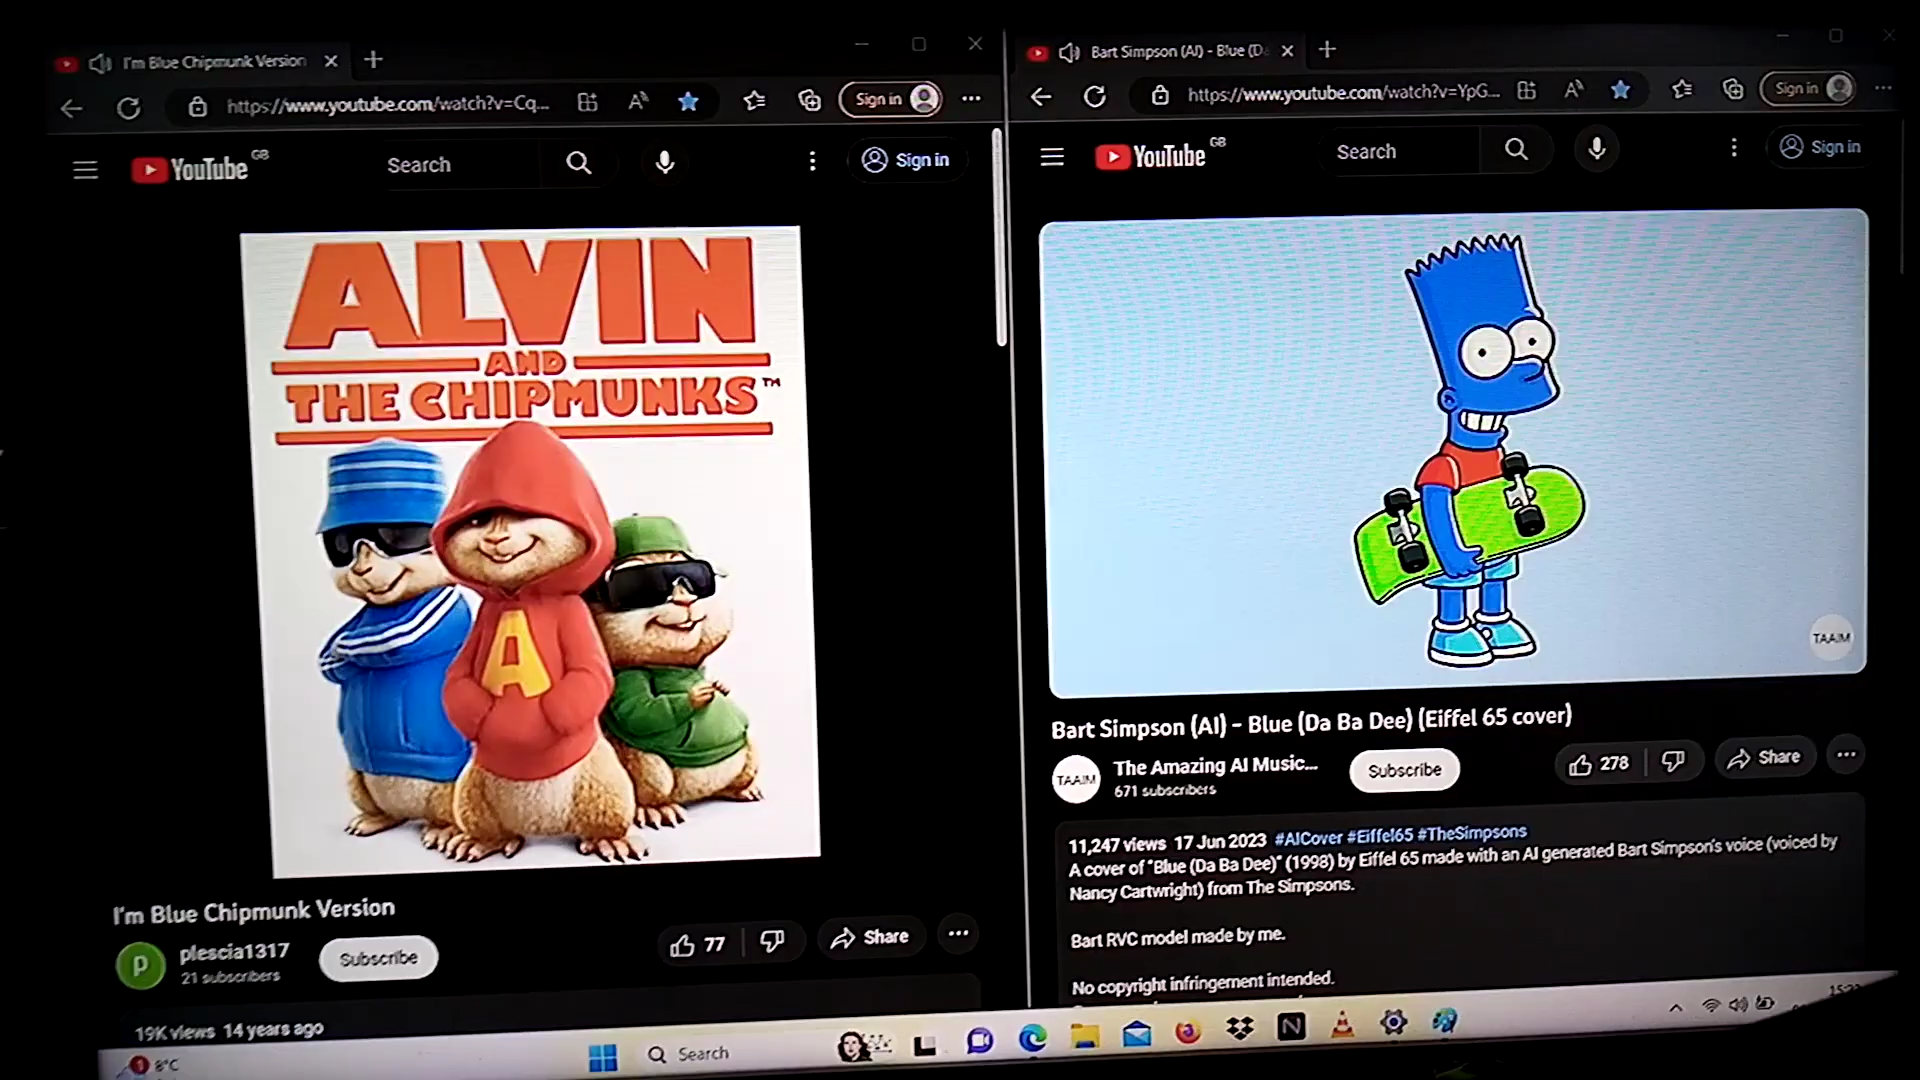 I'm Blue Chipmunk Version
https://www.youtube.com/watch?v=Cq...
Sign in
YouTube GB
Search
Sign in
ALVIN
AND
THE CHIPMUNKS™
A
I'm Blue Chipmunk Version
p
plescia1317
21 subscribers
Subscribe
77
Share
19K views 14 years ago
Bart Simpson (AI) - Blue (D
https://www.youtube.com/watch?v=YpG...
Sign in
YouTube GB
Search
Sign in
TAAIM
Bart Simpson (AI) - Blue (Da Ba Dee) (Eiffel 65 cover)
TAAIM
The Amazing AI Music...
671 subscribers
Subscribe
278
Share
11,247 views 17 Jun 2023 #AICover #Eiffel65 #TheSimpsons
A cover of "Blue (Da Ba Dee)" (1998) by Eiffel 65 made with an AI generated Bart Simpson's voice (voiced by
Nancy Cartwright) from The Simpsons.
Bart RVC model made by me.
No copyright infringement intended.
1
8°C
Search
N